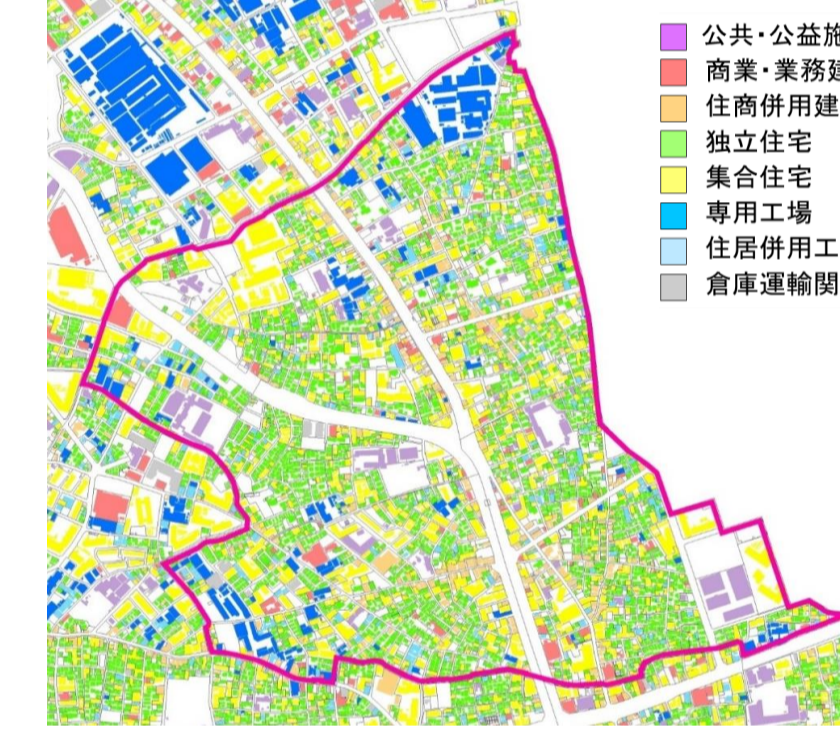 公共・公益施
商業・業務建
住商併用建
独立住宅
集合住宅
専用工場
住居併用工
倉庫運輸関